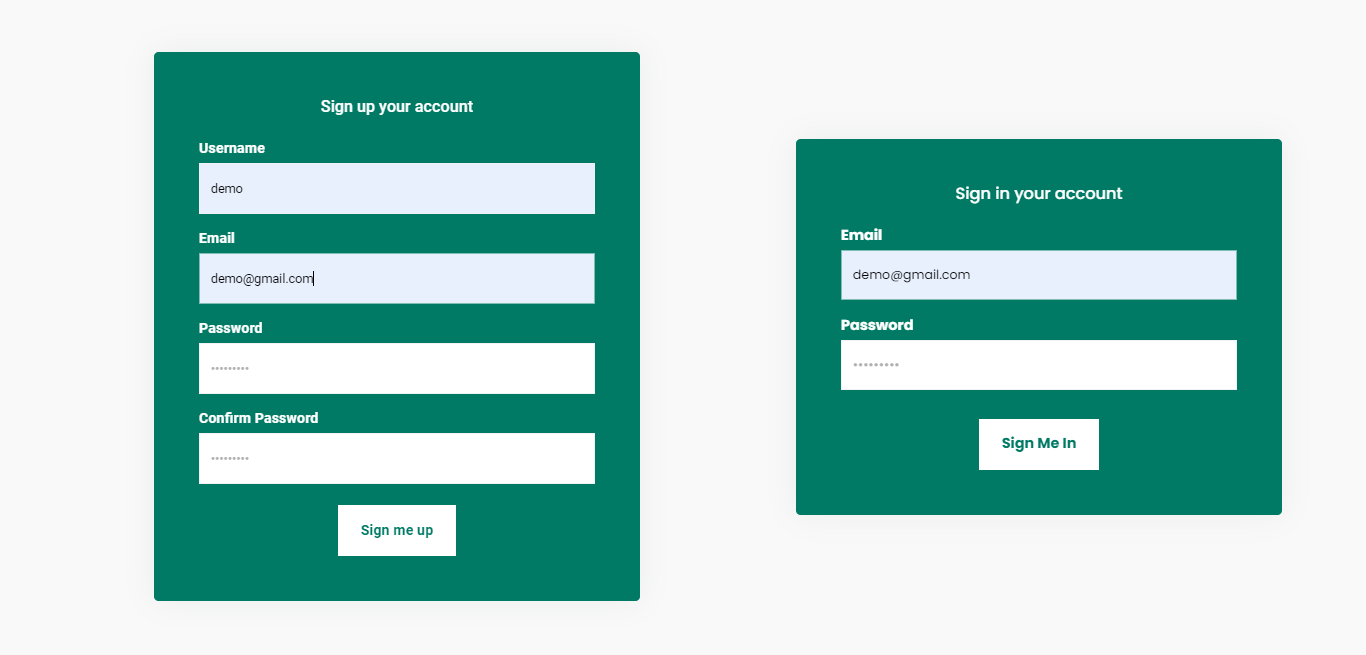 Sign up your account
Username
demo
Email
demo@gmail.com
Password
•••••••••
Confirm Password
•••••••••
Sign me up
Sign in your account
Email
demo@gmail.com
Password
•••••••••
Sign Me In